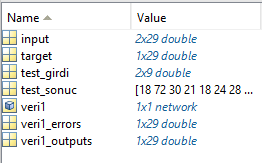 Name Value
input 2x29 double
target 1x29 double
test_girdi 2x9 double
test_sonuc [18 72 30 21 18 24 28 ...
veri1 1x1 network
veri1_errors 1x29 double
veri1_outputs 1x29 double